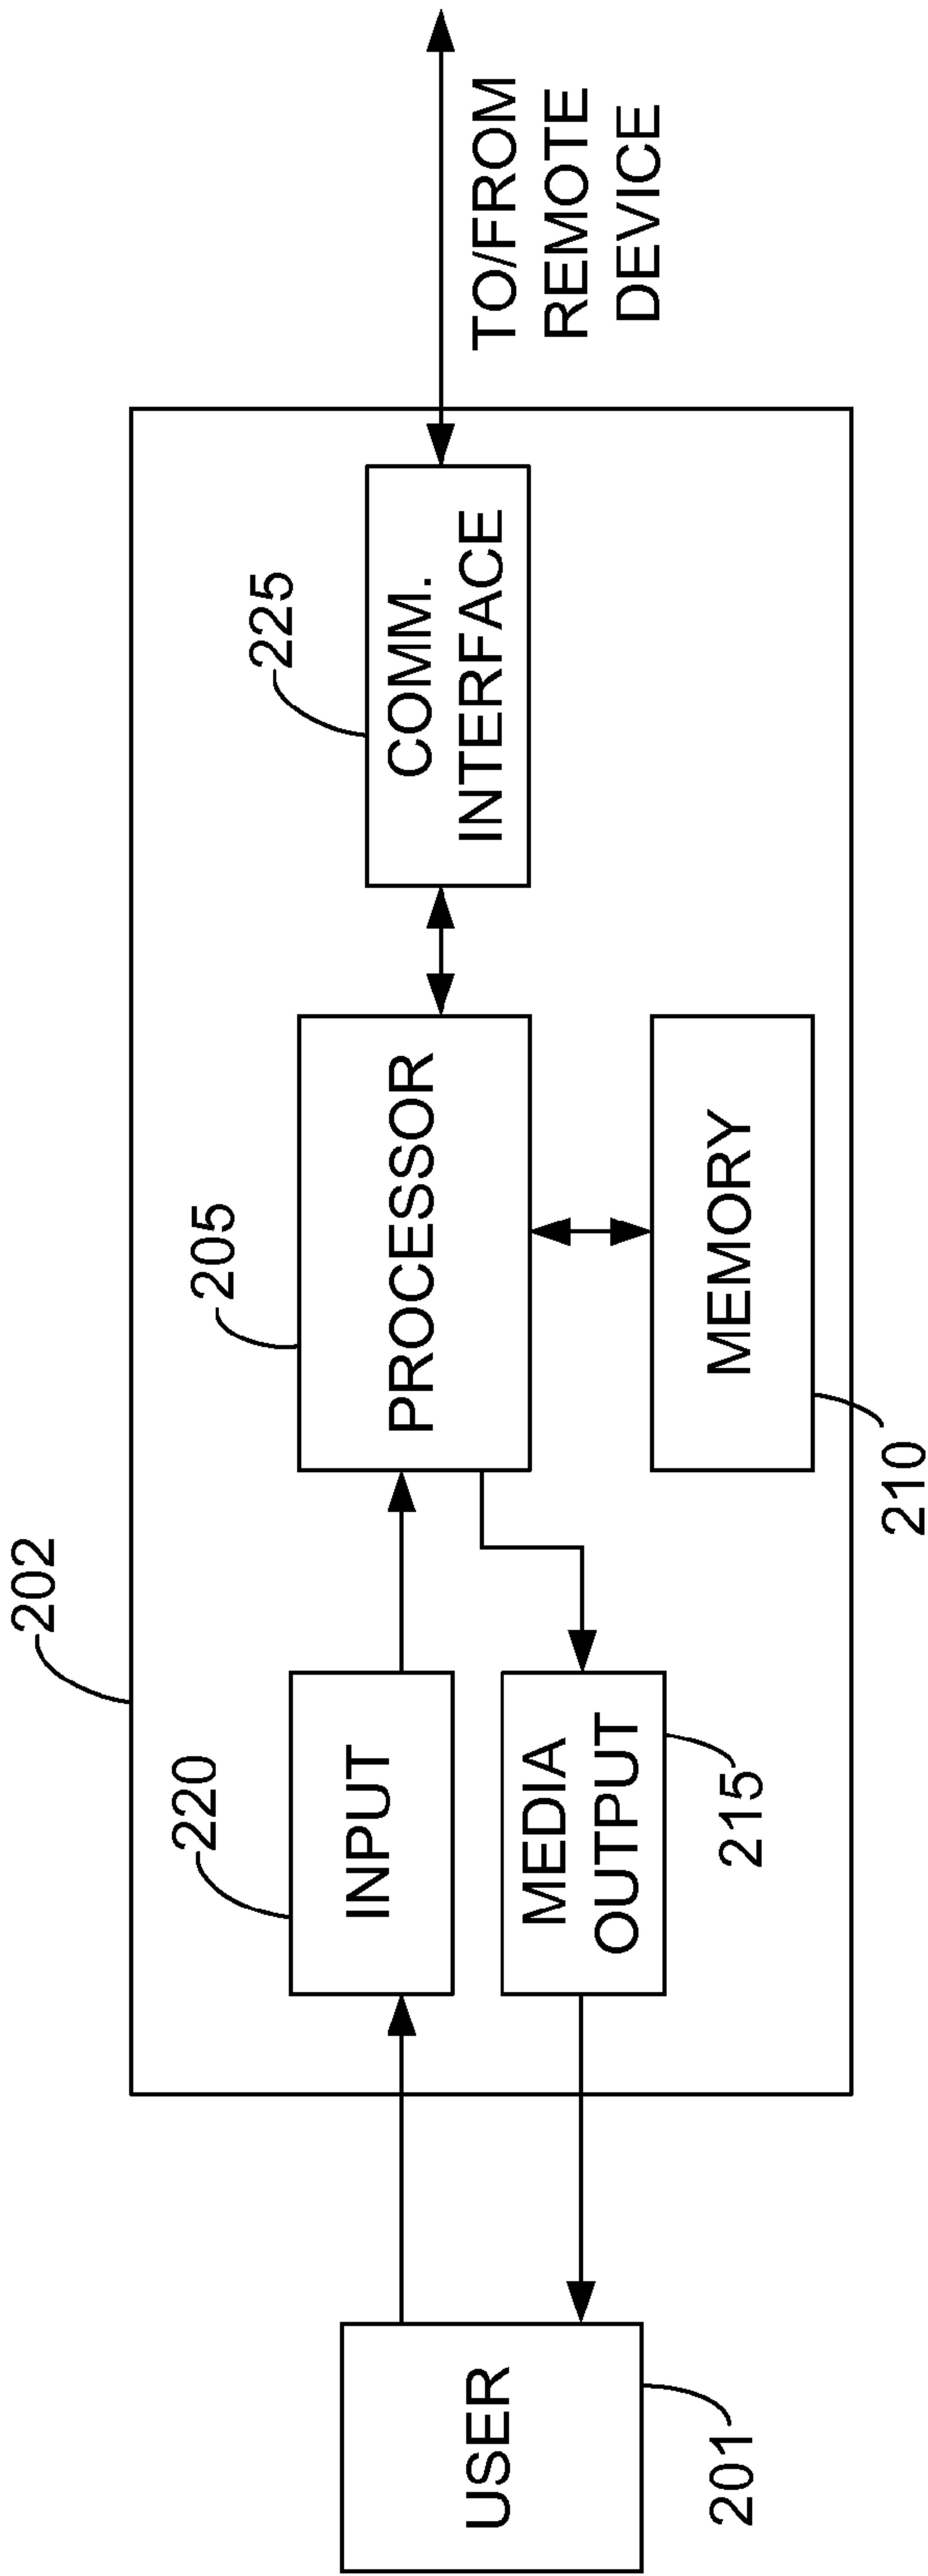 202
220
205
225
USER
INPUT
PROCESSOR
COMM.
INTERFACE
TO/FROM
REMOTE
DEVICE
MEDIA
OUTPUT
MEMORY
201
215
210